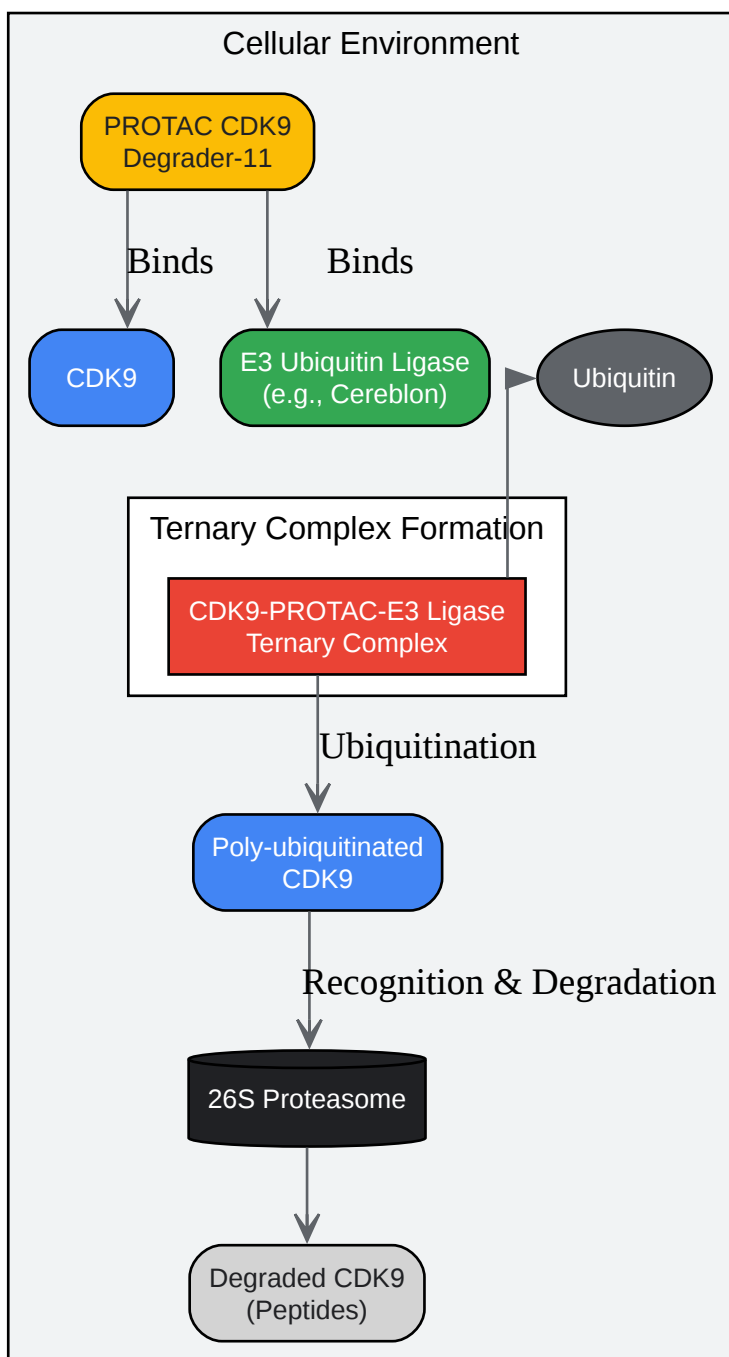 Cellular Environment
PROTAC CDK9
Degrader-11
Binds
Binds
CDK9
E3 Ubiquitin Ligase
(e.g., Cereblon)
Ubiquitin
Ternary Complex Formation
CDK9-PROTAC-E3 Ligase
Ternary Complex
Ubiquitination
Poly-ubiquitinated
CDK9
Recognition & Degradation
26S Proteasome
Degraded CDK9
(Peptides)